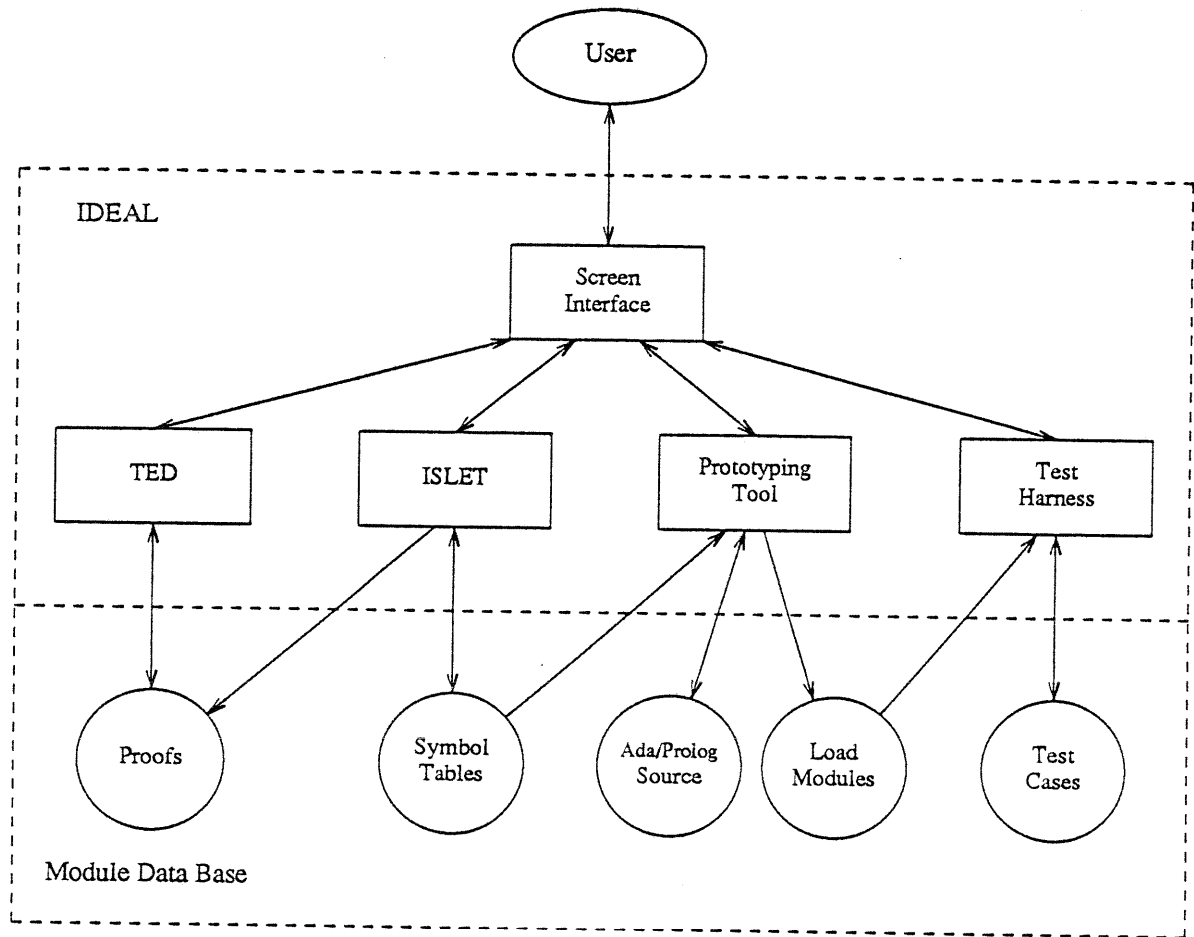 User
IDEAL
Screen
Interface
TED
ISLET
Prototyping
Tool
Test
Harness
Proofs
Symbol
Tables
Ada/Prolog
Source
Load
Modules
Test
Cases
Module Data Base